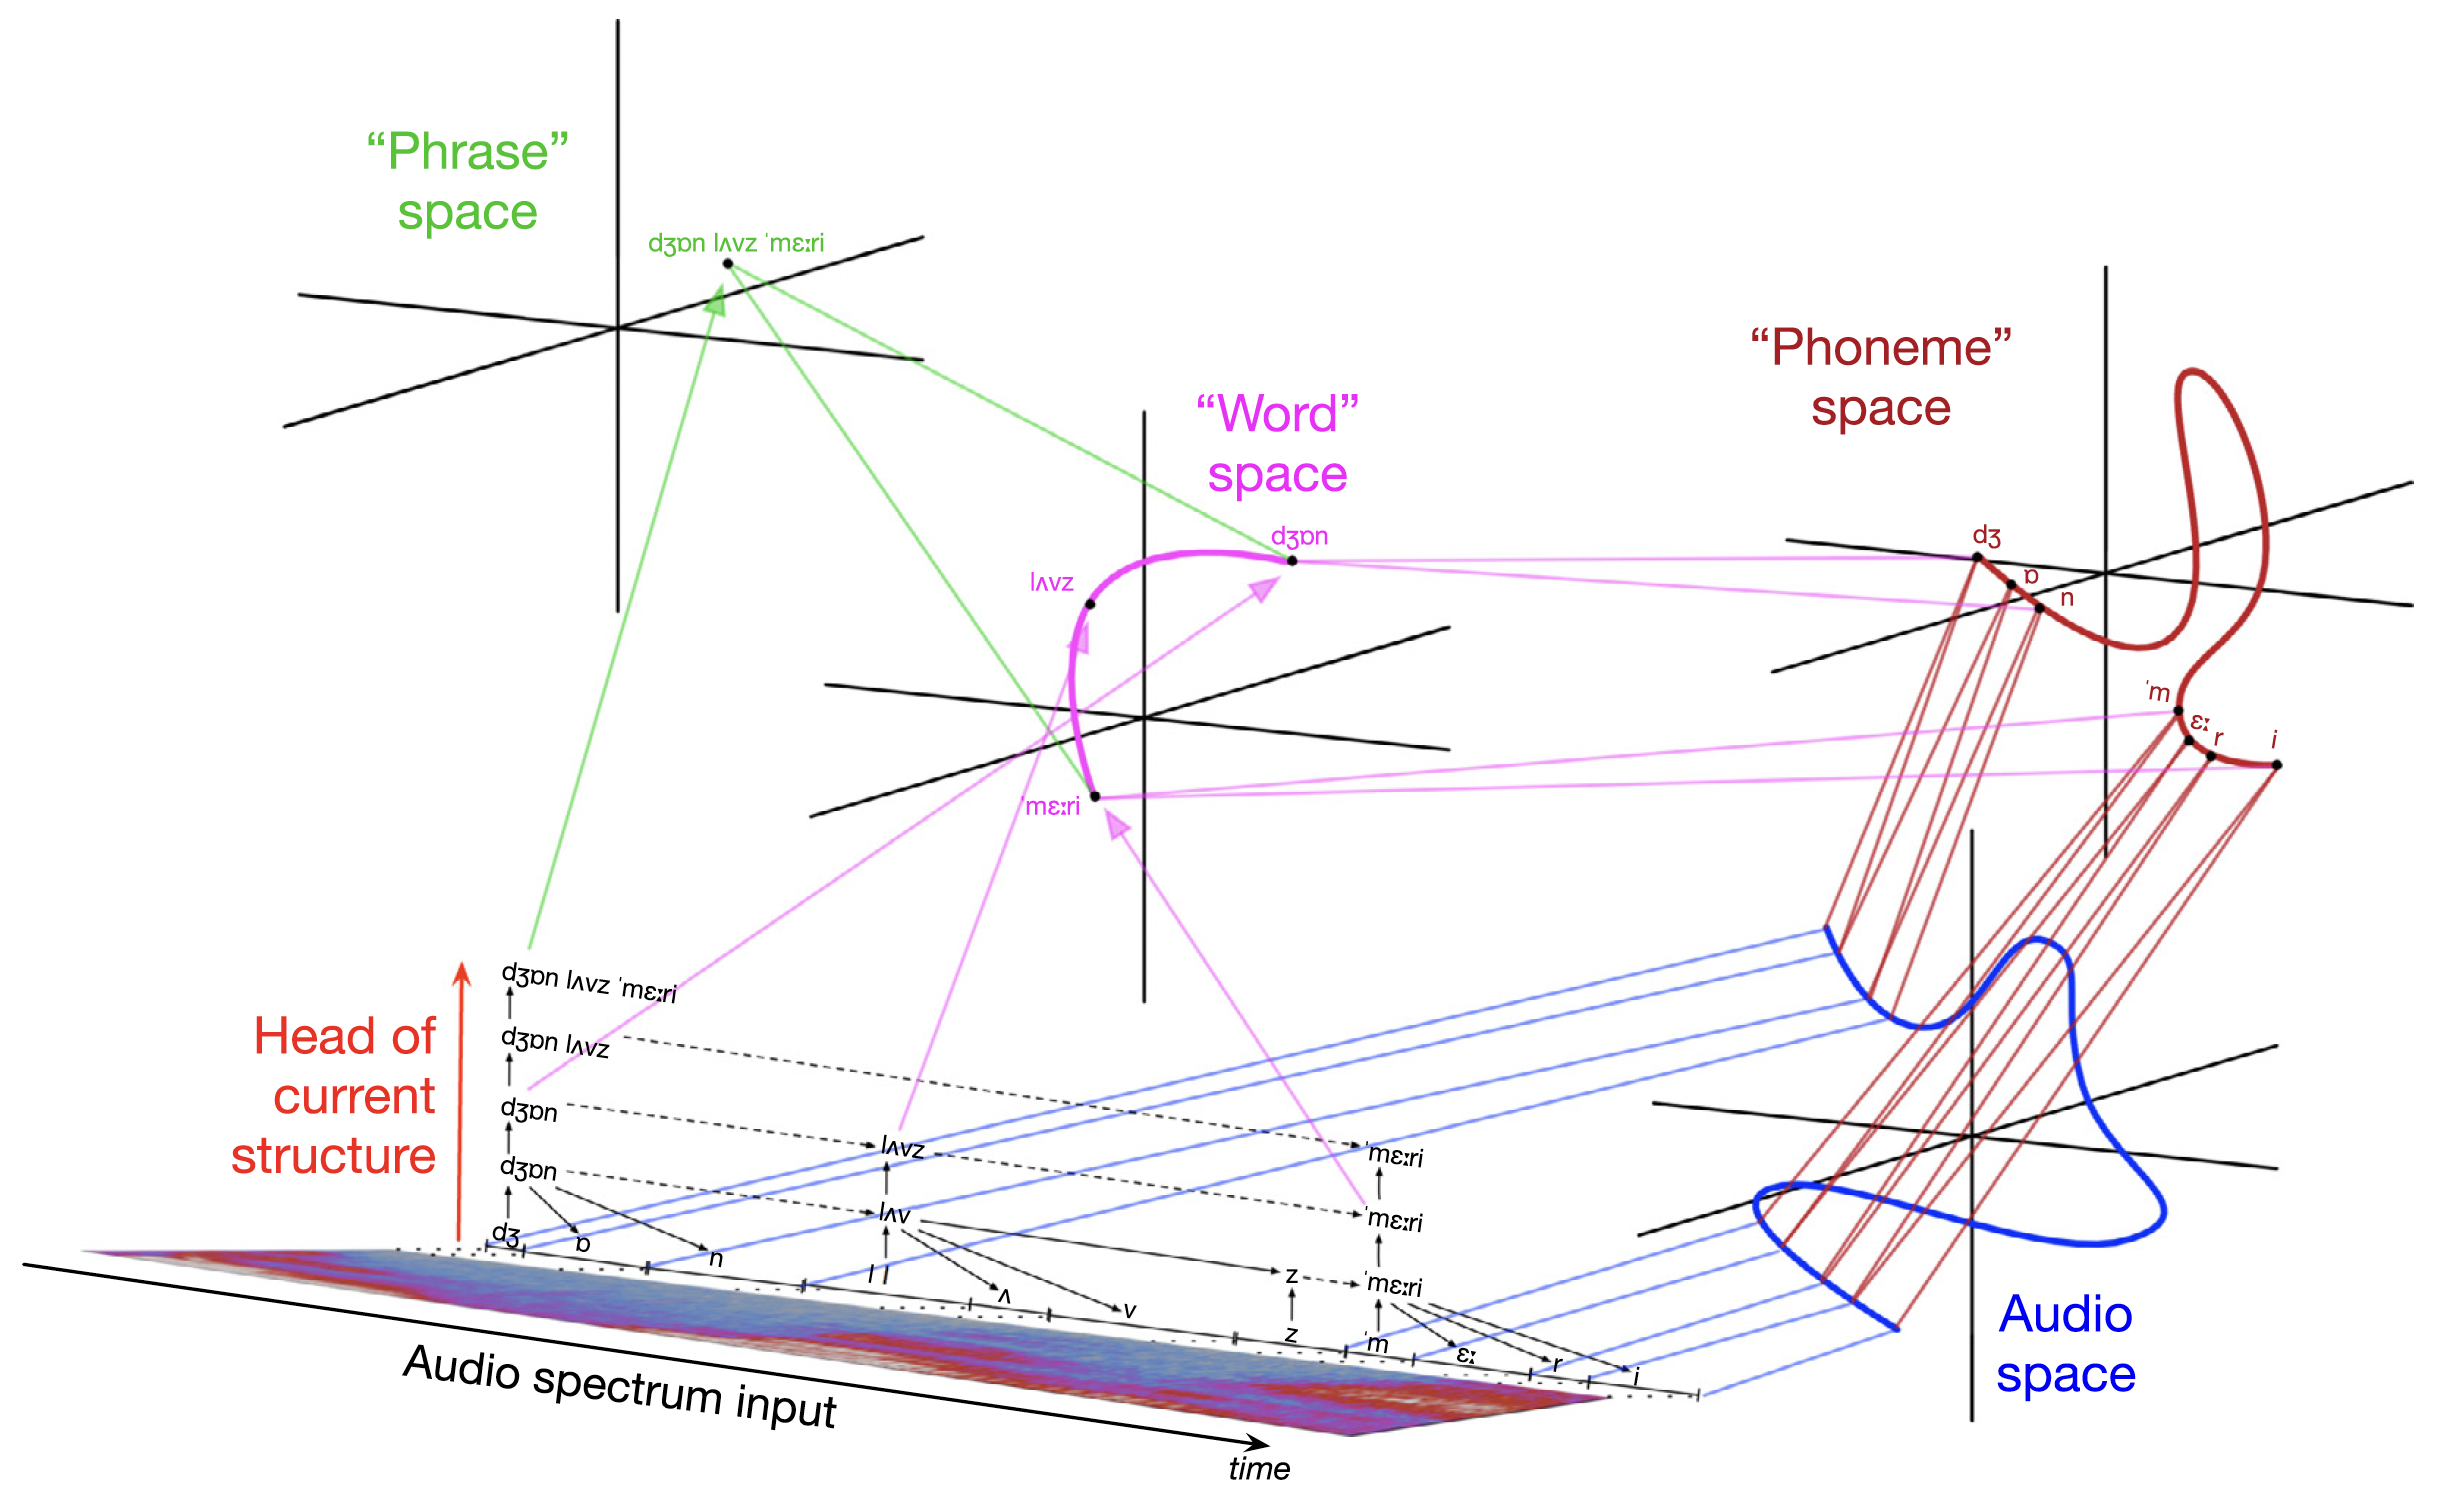 “Phrase”
space
dʒɒn lʌvz ˈmɛːri
“Phoneme”
space
“Word”
space
dʒɒn
lʌvz
ˈmɛːri
dʒ
ɒ
n
ˈm
ɛː
r
i
Head of
current
structure
dʒɒn lʌvz ˈmɛːri
dʒɒn lʌvz
dʒɒn
lʌvz
ˈmɛːri
dʒɒn
lʌv
ˈmɛːri
dʒ
ɒ
n
l l
ʌ
v
z
ˈmɛːri
z
ˈm
ɛː
r
i
Audio
space
Audio spectrum input
time